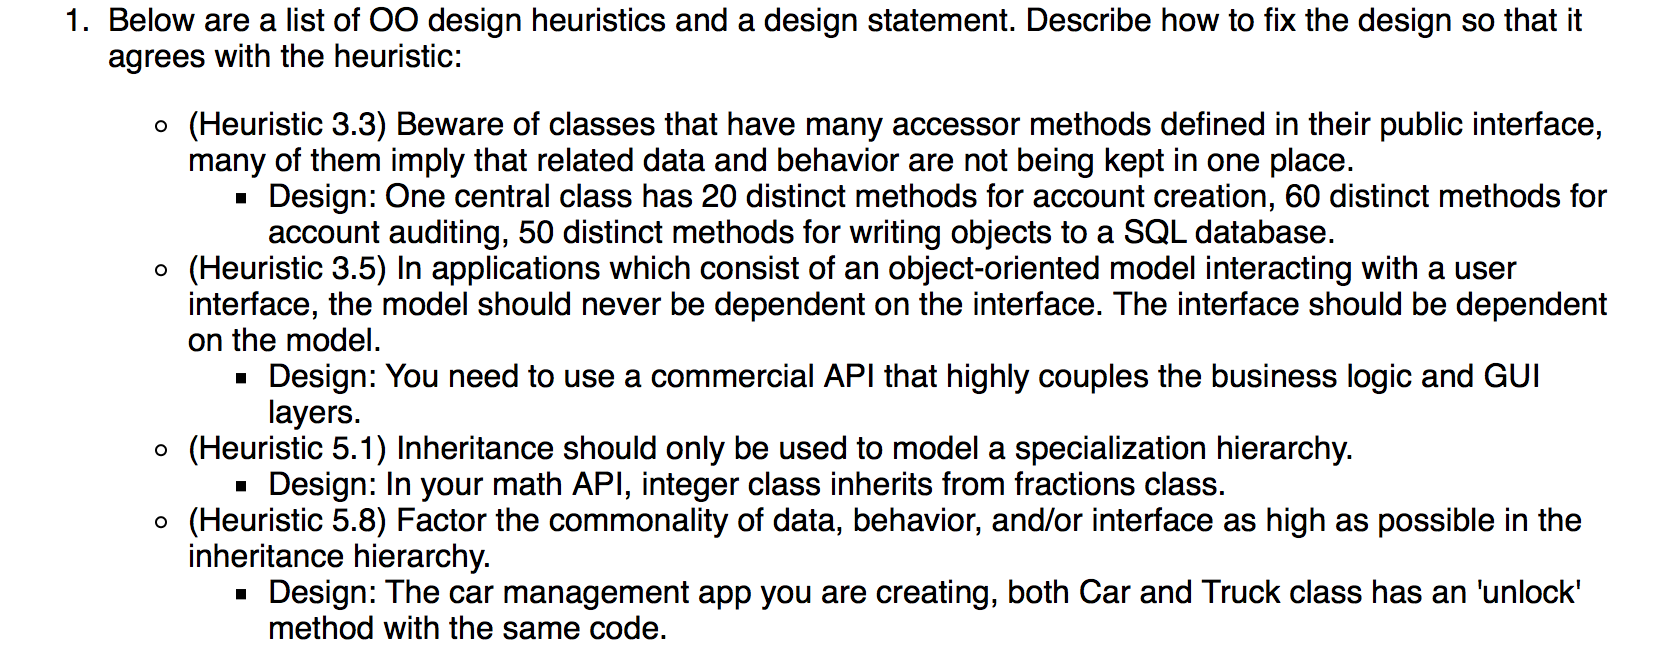 1. Below are a list of OO design heuristics and a design statement. Describe how to fix the design so that it
agrees with the heuristic:
○ (Heuristic 3.3) Beware of classes that have many accessor methods defined in their public interface,
many of them imply that related data and behavior are not being kept in one place.
▪ Design: One central class has 20 distinct methods for account creation, 60 distinct methods for
account auditing, 50 distinct methods for writing objects to a SQL database.
○ (Heuristic 3.5) In applications which consist of an object-oriented model interacting with a user
interface, the model should never be dependent on the interface. The interface should be dependent
on the model.
▪ Design: You need to use a commercial API that highly couples the business logic and GUI
layers.
○ (Heuristic 5.1) Inheritance should only be used to model a specialization hierarchy.
▪ Design: In your math API, integer class inherits from fractions class.
○ (Heuristic 5.8) Factor the commonality of data, behavior, and/or interface as high as possible in the
inheritance hierarchy.
▪ Design: The car management app you are creating, both Car and Truck class has an 'unlock'
method with the same code.